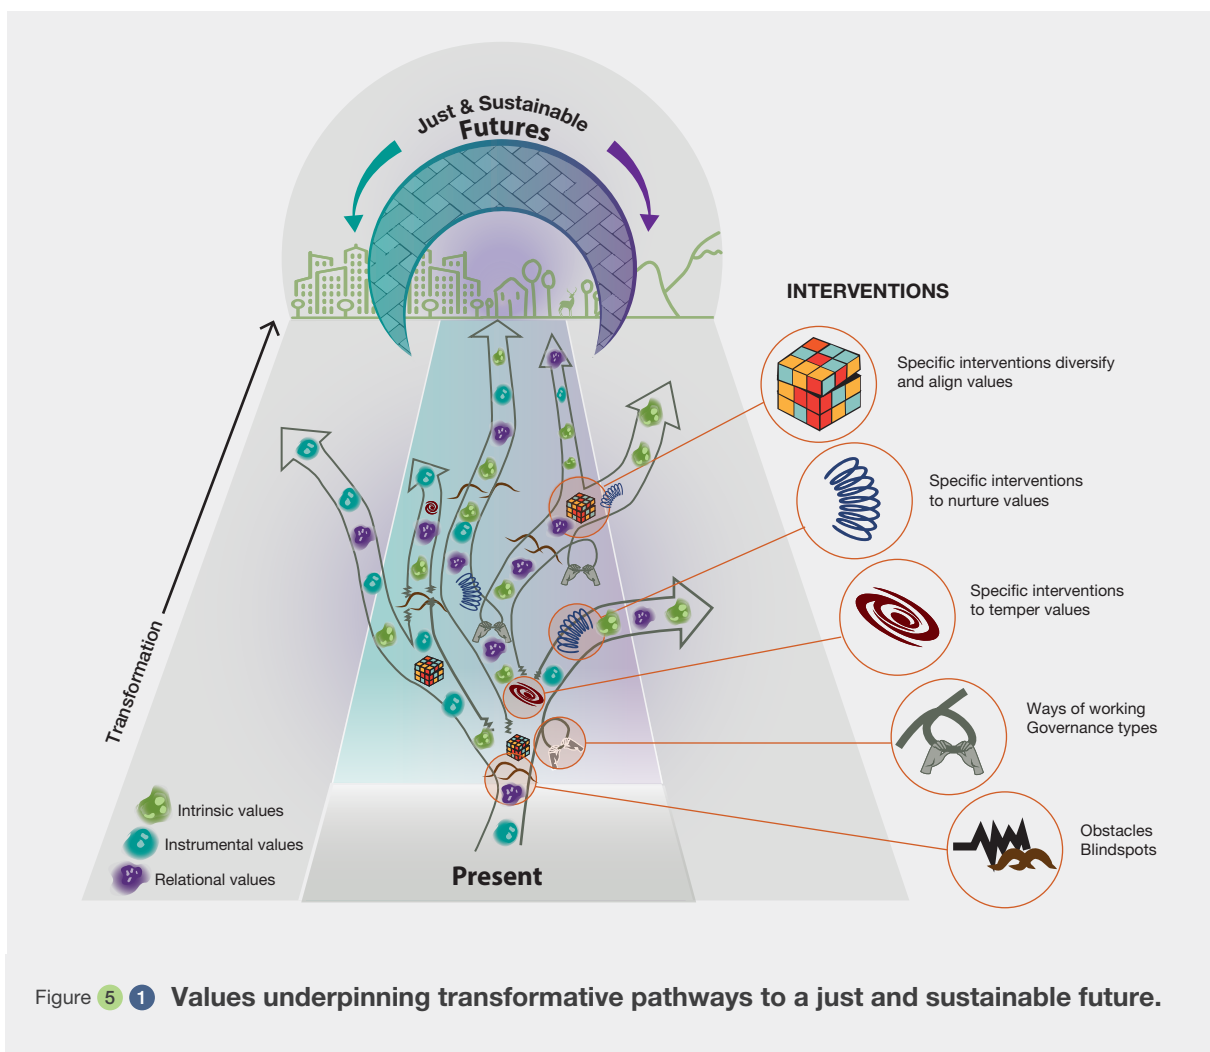 Just & Sustainable
Futures
INTERVENTIONS
Specific interventions diversify
and align values
Specific interventions
to nurture values
Specific interventions
to temper values
Ways of working
Governance types
Obstacles
Blindspots
Transformation
Intrinsic values
Instrumental values
Relational values
Present
Figure 5 1 Values underpinning transformative pathways to a just and sustainable future.